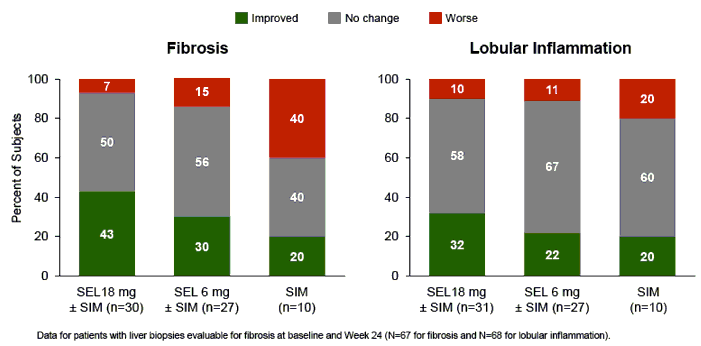 Improved No change Worse
Fibrosis
Lobular Inflammation
Percent of Subjects
100
80
60
40
20
0
7
50
43
15
56
30
40
40
20
SEL18 mg
± SIM (n=30)
SEL 6 mg
± SIM (n=27)
SIM
(n=10)
100
80
60
40
20
0
10
58
32
11
67
22
20
60
20
SEL18 mg
± SIM (n=31)
SEL 6 mg
± SIM (n=27)
SIM
(n=10)
Data for patients with liver biopsies evaluable for fibrosis at baseline and Week 24 (N=67 for fibrosis and N=68 for lobular inflammation).